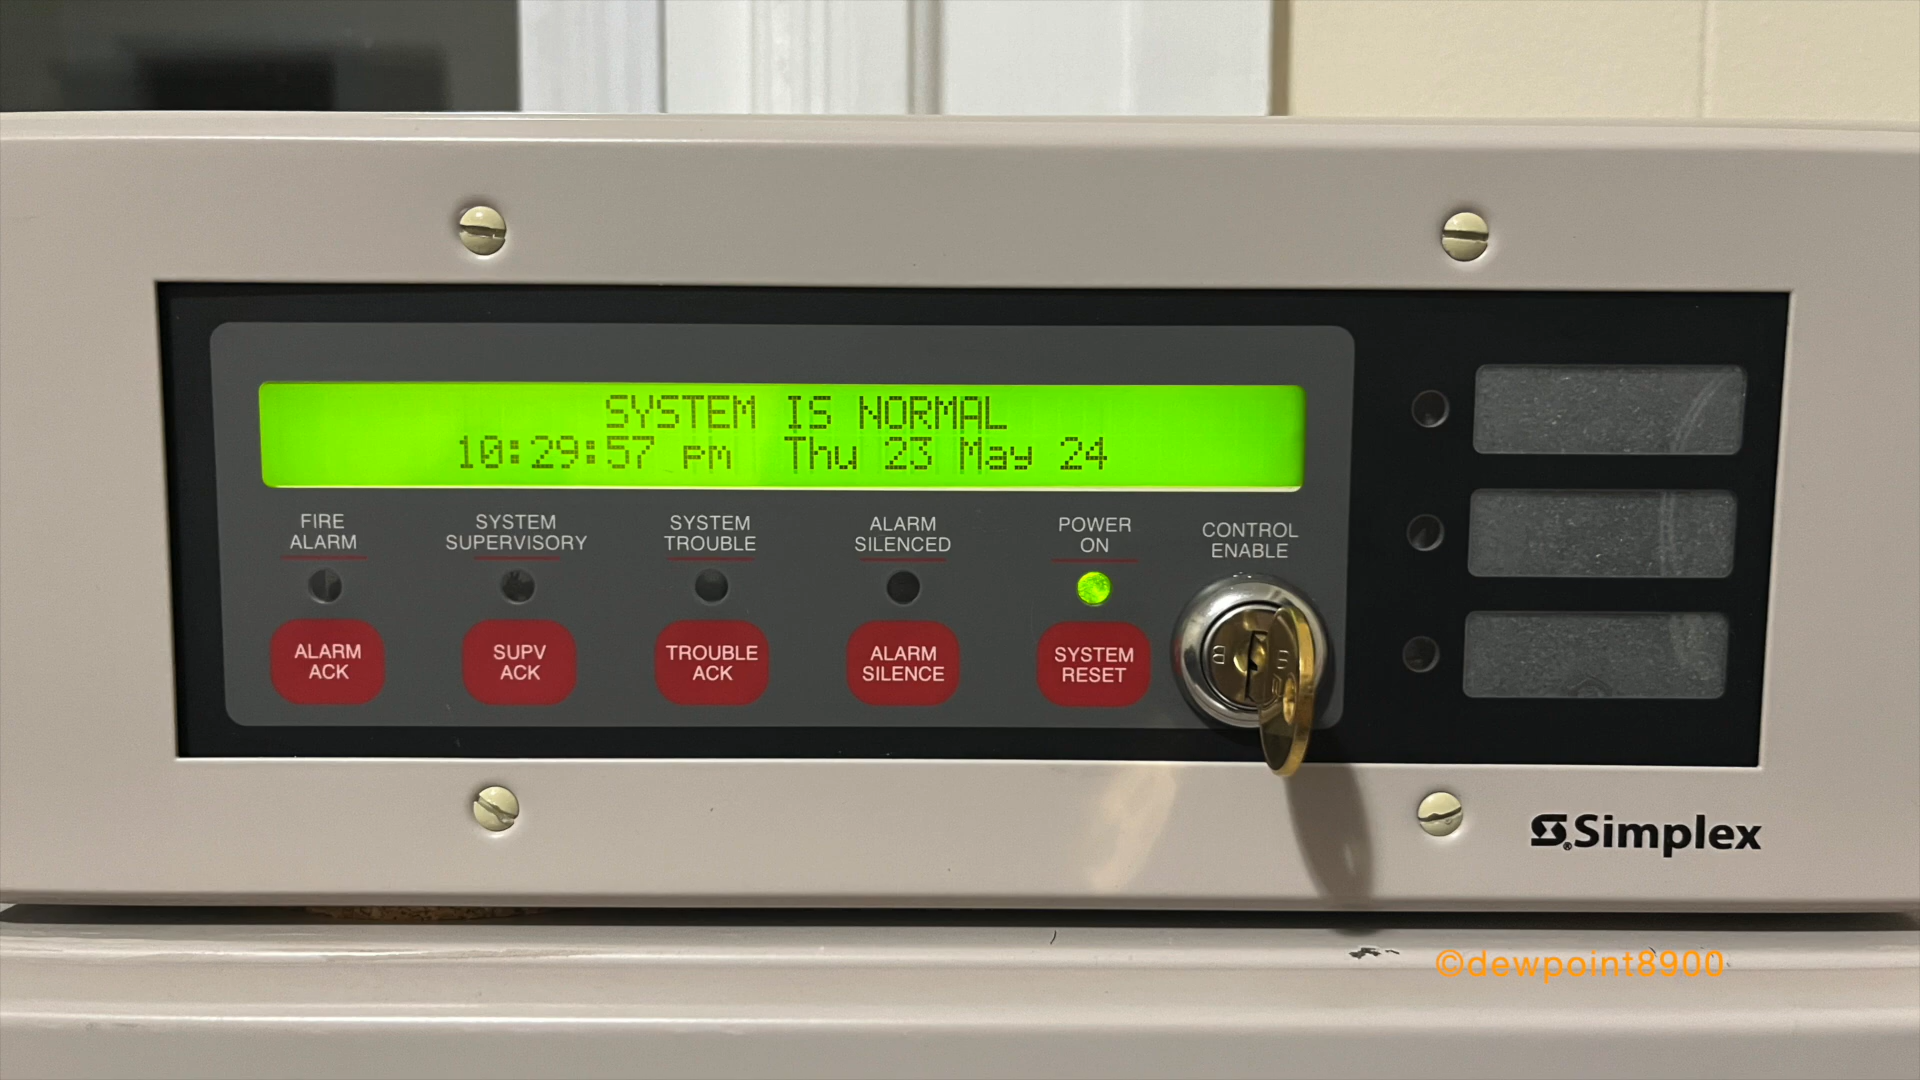 SYSTEM IS NORMAL
10:29:57 pm Thu 23 May 24
FIRE
ALARM
SYSTEM
SUPERVISORY
SYSTEM
TROUBLE
ALARM
SILENCED
POWER
ON
CONTROL
ENABLE
ALARM
ACK
SUPV
ACK
TROUBLE
ACK
ALARM
SILENCE
SYSTEM
RESET
Simplex
©dewpoint8900